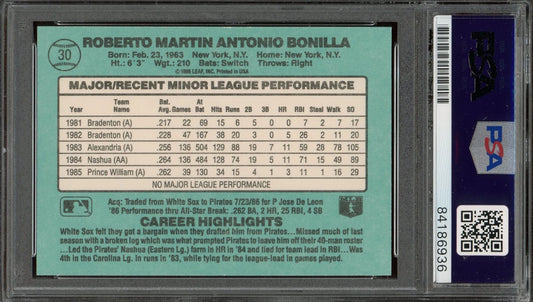 30
ROBERTO MARTIN ANTONIO BONILLA
Born: Feb. 23, 1963 New York, N.Y. Home: New York, N.Y.
Ht.: 6'3" Wgt.: 210 Bats: Switch Throws: Right
© 1986 LEAF, INC. Printed in USA
MAJOR/RECENT MINOR LEAGUE PERFORMANCE
Year Team Name Bat. Avg. Games At Bat Hits Runs 2B 3B HR RBI Steal Walk SO
1981 Bradenton (A) .217 22 69 15 6 5 0 0 7 2 7 17
1982 Bradenton (A) .228 47 167 38 20 5 0 5 26 2 11 20
1983 Alexandria (A) .256 136 504 129 88 19 7 11 59 28 78 105
1984 Nashua (AA) .264 136 484 128 74 19 5 11 71 15 49 89
1985 Prince William (A) .262 39 130 34 15 4 1 3 11 1 16 29
NO MAJOR LEAGUE PERFORMANCE
Acq: Traded from White Sox to Pirates 7/23/86 for P Jose De Leon
'86 Performance thru All-Star Break: .262 BA, 2 HR, 25 RBI, 4 SB
CAREER HIGHLIGHTS
White Sox felt they got a bargain when they drafted him from Pirates...Missed much of last
season with a broken log which was what prompted Pirates to leave him off their 40-man roster
...Led the Pirates' Nashua (Eastern Lg.) farm in HR in '84 and tied for team lead in RBI...Was
4th in the Carolina Lg. in runs in '83, while tying for the league-lead in games played.
PSA
PSA
84186936